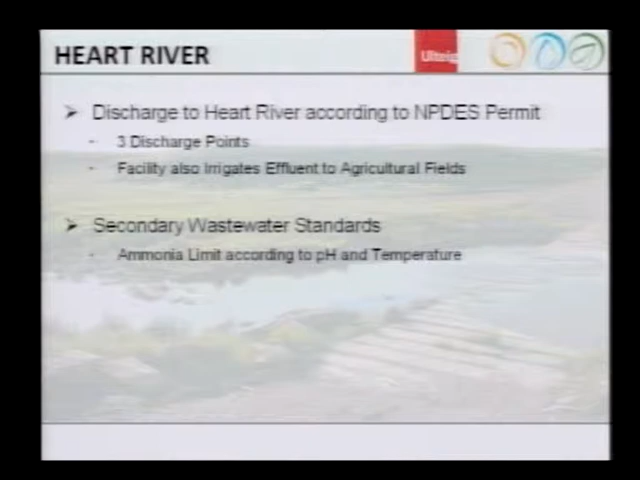 HEART RIVER
Ulteig
Discharge to Heart River according to NPDES Permit
3 Discharge Points
Facility also Irrigates Effluent to Agricultural Fields
Secondary Wastewater Standards
Ammonia Limit according to pH and Temperature